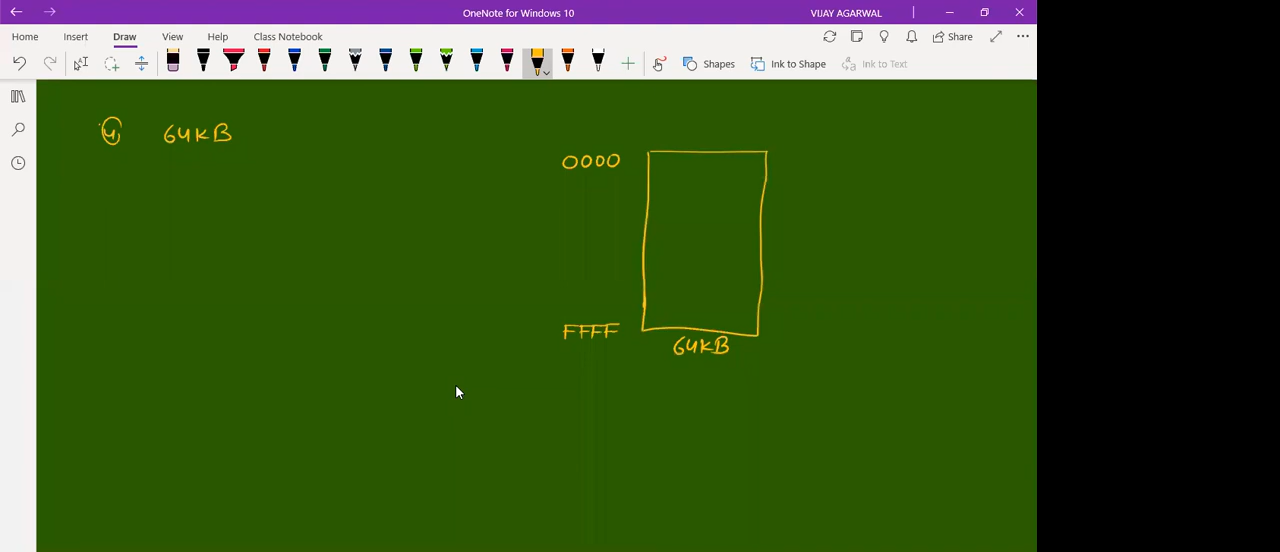 OneNote for Windows 10
VIJAY AGARWAL
Home Insert Draw View Help Class Notebook
Share
Shapes
Ink to Shape
Ink to Text
4 64KB
0000
FFFF
64KB